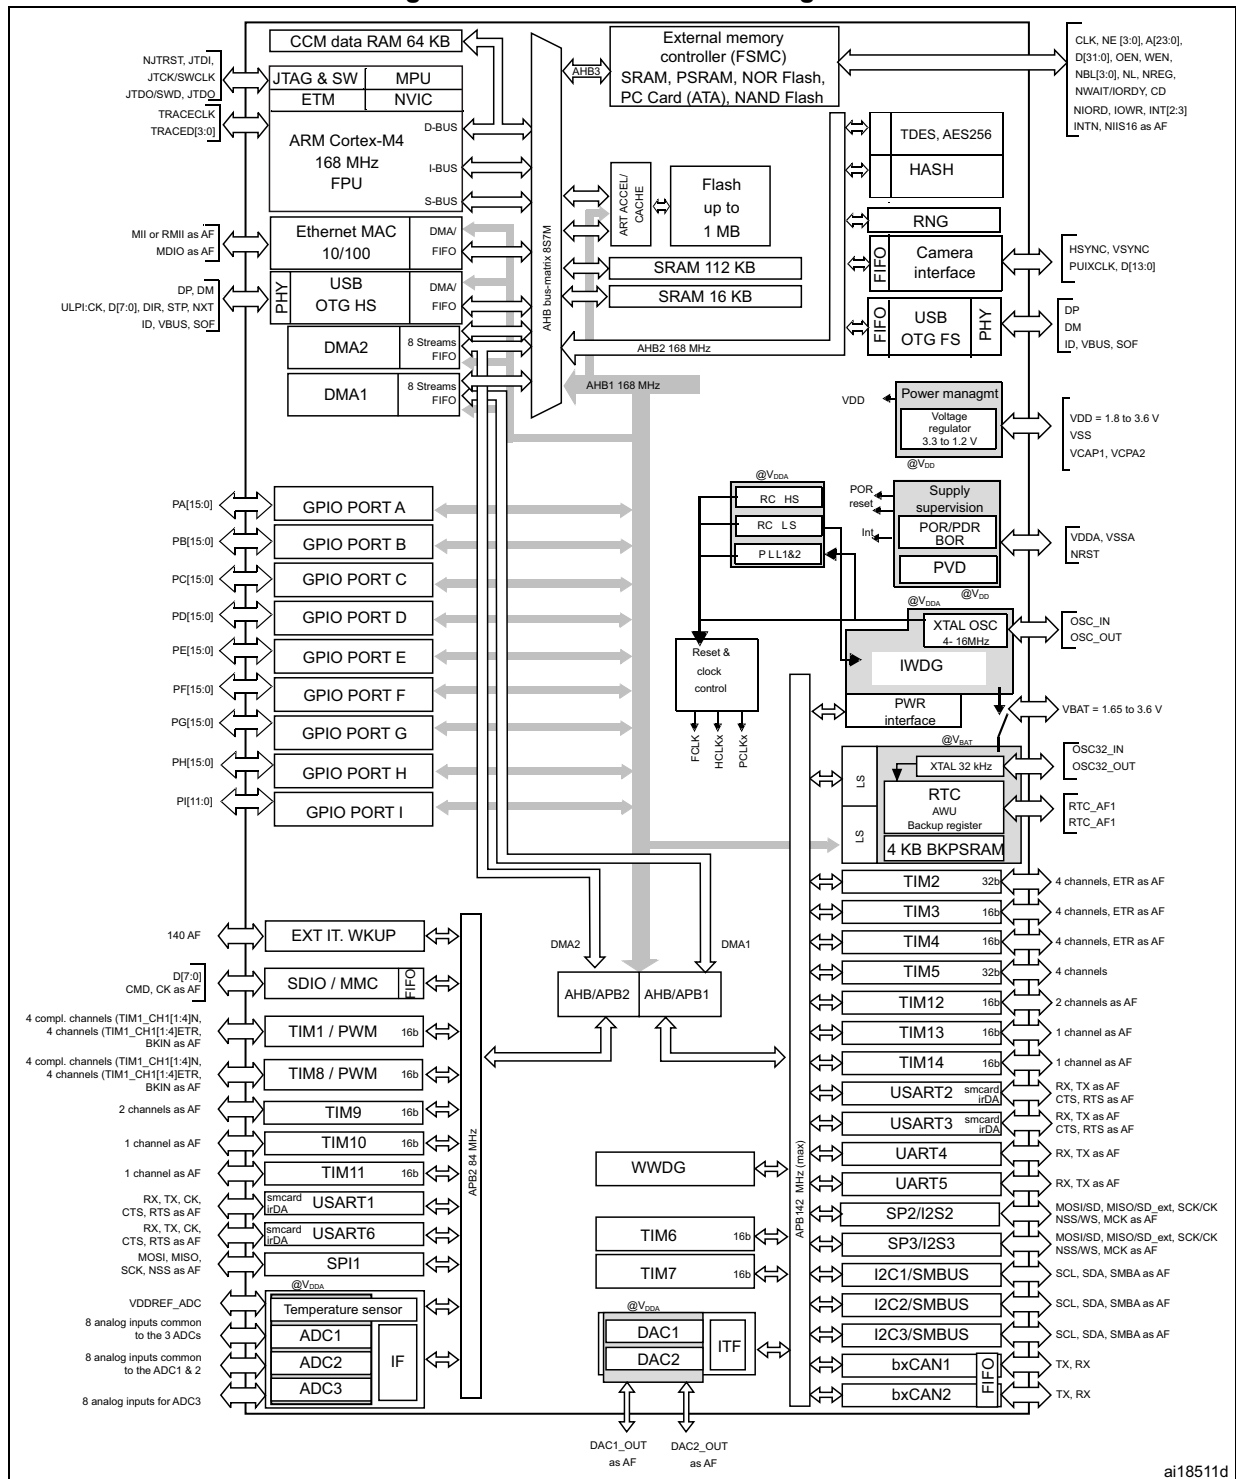 CCM data RAM 64 KB
External memory
controller (FSMC)
SRAM, PSRAM, NOR Flash,
PC Card (ATA), NAND Flash
AHB3
CLK, NE [3:0], A[23:0],
D[31:0], OEN, WEN,
NBL[3:0], NL, NREG,
NWAIT/IORDY, CD
NIORD, IOWR, INT[2:3]
INTN, NIIS16 as AF
NJTRST, JTDI,
JTCK/SWCLK
JTDO/SWD, JTDO
TRACECLK
TRACED[3:0]
JTAG & SW
MPU
ETM
NVIC
ARM Cortex-M4
168 MHz
FPU
D-BUS
I-BUS
S-BUS
AHB bus-matrix 8S7M
ART ACCEL/
CACHE
Flash
up to
1 MB
SRAM 112 KB
SRAM 16 KB
AHB2 168 MHz
AHB1 168 MHz
TDES, AES256
HASH
RNG
FIFO
Camera
interface
HSYNC, VSYNC
PUIXCLK, D[13:0]
FIFO
USB
OTG FS
PHY
DP
DM
ID, VBUS, SOF
MII or RMII as AF
MDIO as AF
Ethernet MAC
10/100
DMA/
FIFO
DP, DM
ULPI:CK, D[7:0], DIR, STP, NXT
ID, VBUS, SOF
PHY
USB
OTG HS
DMA/
FIFO
DMA2
8 Streams
FIFO
DMA1
8 Streams
FIFO
VDD
Power managmt
Voltage
regulator
3.3 to 1.2 V
@VDD
VDD = 1.8 to 3.6 V
VSS
VCAP1, VCPA2
@VDDA
RC HS
RC LS
PLL1&2
POR
reset
Int
Supply
supervision
POR/PDR
BOR
PVD
@VDD
VDDA, VSSA
NRST
@VDDA
XTAL OSC
4- 16MHz
IWDG
OSC_IN
OSC_OUT
PWR
interface
VBAT = 1.65 to 3.6 V
Reset &
clock
control
FCLK
HCLKx
PCLKx
@VBAT
LS
LS
XTAL 32 kHz
RTC
AWU
Backup register
4 KB BKPSRAM
OSC32_IN
OSC32_OUT
RTC_AF1
RTC_AF1
PA[15:0]
GPIO PORT A
PB[15:0]
GPIO PORT B
PC[15:0]
GPIO PORT C
PD[15:0]
GPIO PORT D
PE[15:0]
GPIO PORT E
PF[15:0]
GPIO PORT F
PG[15:0]
GPIO PORT G
PH[15:0]
GPIO PORT H
PI[11:0]
GPIO PORT I
DMA2
DMA1
AHB/APB2
AHB/APB1
APB2 84 MHz
APB142 MHz (max)
140 AF
EXT IT. WKUP
D[7:0]
CMD, CK as AF
SDIO / MMC
FIFO
4 compl. channels (TIM1_CH1[1:4]N,
4 channels (TIM1_CH1[1:4]ETR,
BKIN as AF
TIM1 / PWM
16b
4 compl. channels (TIM1_CH1[1:4]N,
4 channels (TIM1_CH1[1:4]ETR,
BKIN as AF
TIM8 / PWM
16b
2 channels as AF
TIM9
16b
1 channel as AF
TIM10
16b
1 channel as AF
TIM11
16b
RX, TX, CK,
CTS, RTS as AF
smcard
irDA
USART1
RX, TX, CK,
CTS, RTS as AF
smcard
irDA
USART6
MOSI, MISO,
SCK, NSS as AF
SPI1
@VDDA
VDDREF_ADC
Temperature sensor
8 analog inputs common
to the 3 ADCs
ADC1
8 analog inputs common
to the ADC1 & 2
ADC2
8 analog inputs for ADC3
ADC3
IF
WWDG
TIM6
16b
TIM7
16b
@VDDA
DAC1
DAC2
ITF
DAC1_OUT
as AF
DAC2_OUT
as AF
TIM2
32b
4 channels, ETR as AF
TIM3
16b
4 channels, ETR as AF
TIM4
16b
4 channels, ETR as AF
TIM5
32b
4 channels
TIM12
16b
2 channels as AF
TIM13
16b
1 channel as AF
TIM14
16b
1 channel as AF
USART2
smcard
irDA
RX, TX as AF
CTS, RTS as AF
USART3
smcard
irDA
RX, TX as AF
CTS, RTS as AF
UART4
RX, TX as AF
UART5
RX, TX as AF
SP2/I2S2
MOSI/SD, MISO/SD_ext, SCK/CK
NSS/WS, MCK as AF
SP3/I2S3
MOSI/SD, MISO/SD_ext, SCK/CK
NSS/WS, MCK as AF
I2C1/SMBUS
SCL, SDA, SMBA as AF
I2C2/SMBUS
SCL, SDA, SMBA as AF
I2C3/SMBUS
SCL, SDA, SMBA as AF
bxCAN1
TX, RX
FIFO
bxCAN2
TX, RX
ai18511d